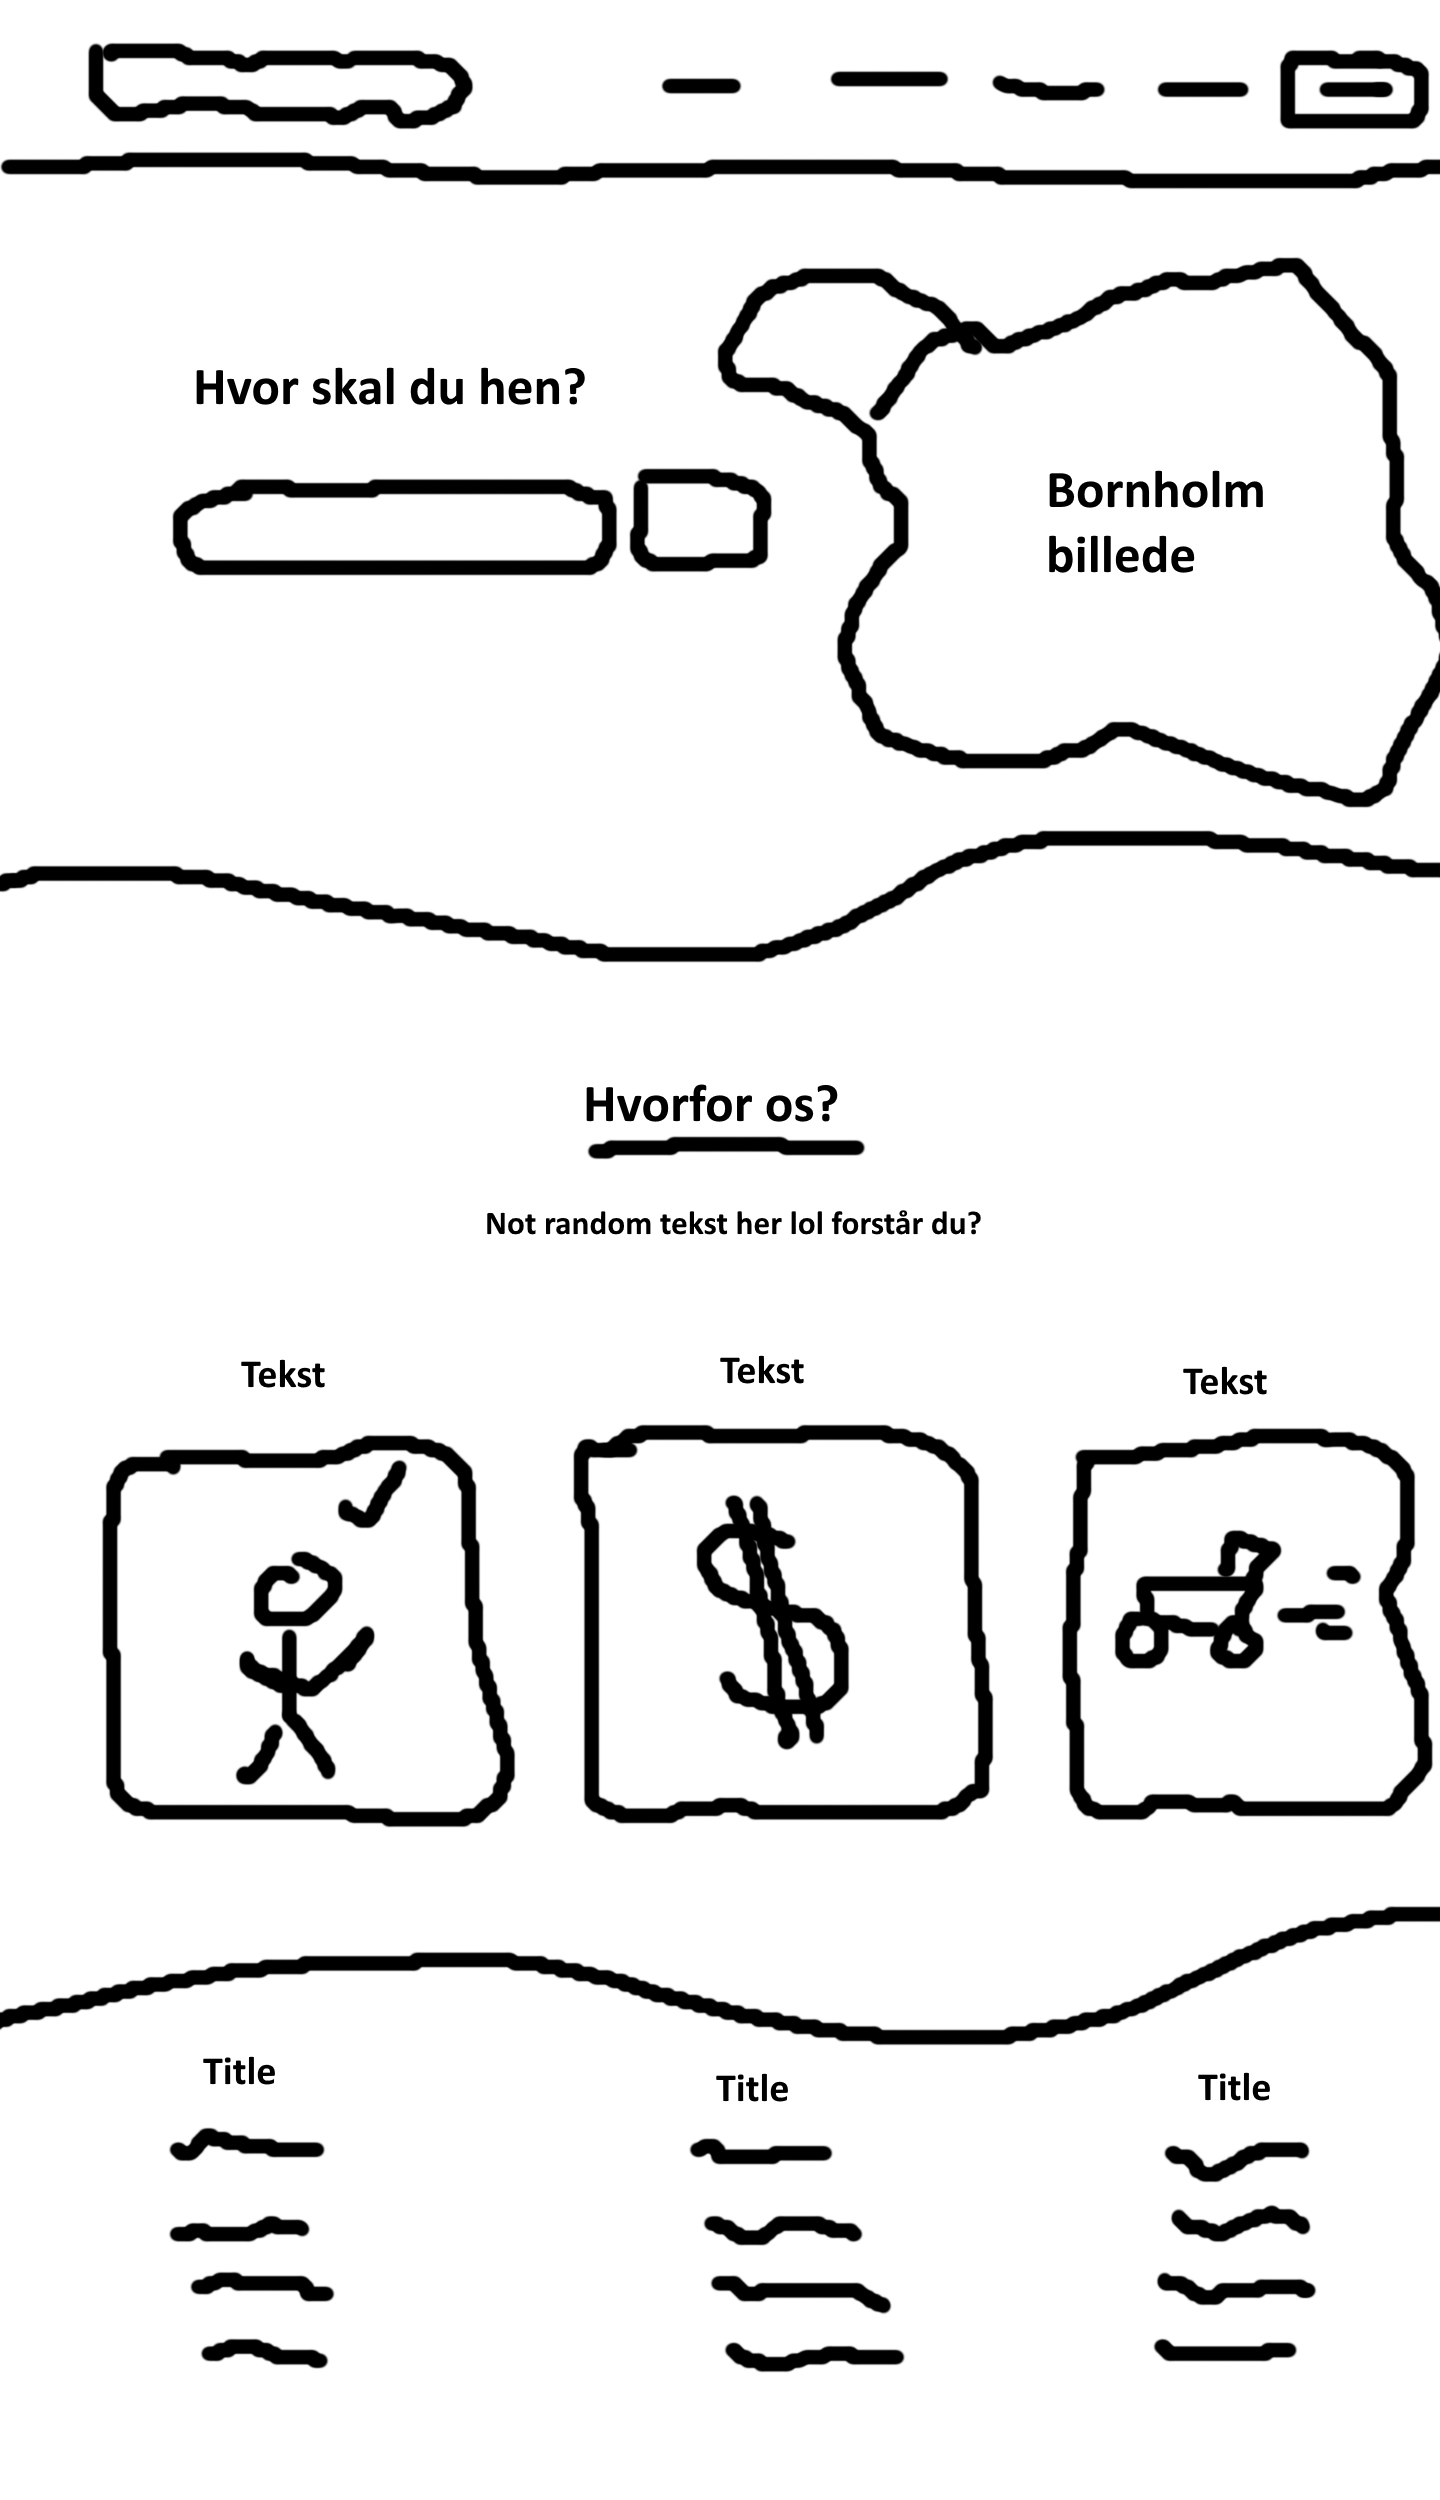 Hvor skal du hen?
Bornholm
billede
Hvorfor os?
Not random tekst her lol forstår du?
Tekst
Tekst
Tekst
$
Title
Title
Title